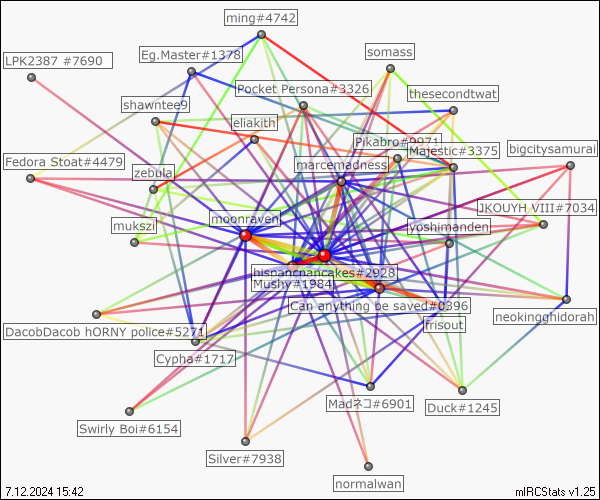 ming#4742
Eg.Master#1378
somass
LPK2387 #7690
Pocket Persona#3326
thesecondtwat
shawntee9
eliakith
Pikabro#9971
Majestic#3375
bigcitysamurai
Fedora Stoat#4479
marcemadness
zebula
JKOUYH VIII#7034
moonraven
mukszi
yoshimanden
hispanchancakes#2928
Mushy#1984
Can anything be saved#0396
neokingghidorah
frisout
DacobDacob hORNY police#5271
Cypha#1717
Madネコ#6901
Duck#1245
Swirly Boi#6154
Silver#7938
normalwan
7.12.2024 15:42
mIRCStats v1.25